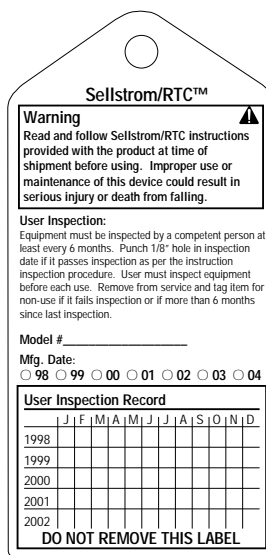 Sellstrom/RTC™
Warning
Read and follow Sellstrom/RTC instructions
provided with the product at time of
shipment before using. Improper use or
maintenance of this device could result in
serious injury or death from falling.
User Inspection:
Equipment must be inspected by a competent person at
least every 6 months. Punch 1/8" hole in inspection
date if it passes inspection as per the instruction
inspection procedure. User must inspect equipment
before each use. Remove from service and tag item for
non-use if it fails inspection or if more than 6 months
since last inspection.
Model #__________________
Mfg. Date:
○ 98 ○ 99 ○ 00 ○ 01 ○ 02 ○ 03 ○ 04
User Inspection Record
J F M A M J J A S O N D
1998
1999
2000
2001
2002
DO NOT REMOVE THIS LABEL